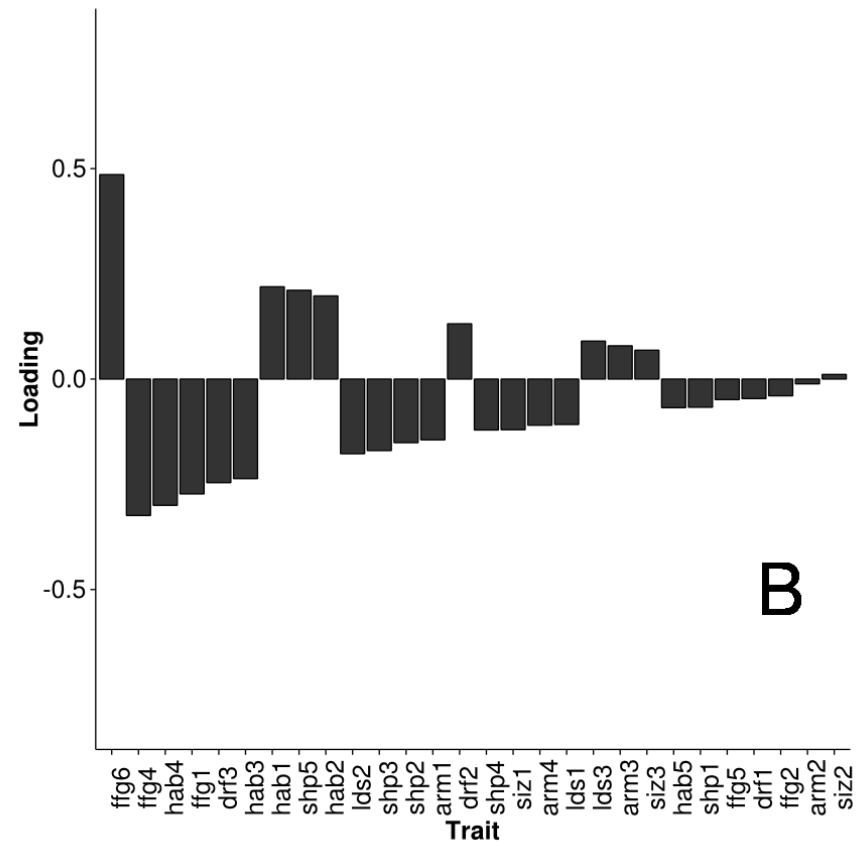 Loading
0.5
0.0
-0.5
B
ffg6
ffg4
hab4
ffg1
drf3
hab3
hab1
shp5
hab2
lds2
shp3
shp2
arm1
drf2
shp4
siz1
arm4
lds1
lds3
arm3
siz3
hab5
shp1
ffg5
drf1
ffg2
arm2
siz2
Trait